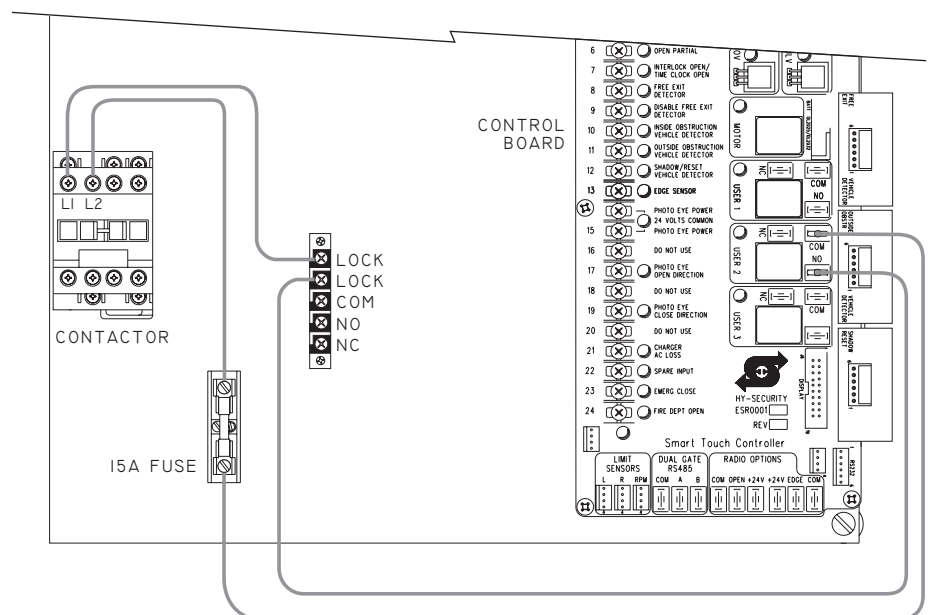 6 OPEN PARTIAL
7 INTERLOCK OPEN/
TIME CLOCK OPEN
8 FREE EXIT
DETECTOR
9 DISABLE FREE EXIT
DETECTOR
10 INSIDE OBSTRUCTION
VEHICLE DETECTOR
11 OUTSIDE OBSTRUCTION
VEHICLE DETECTOR
12 SHADOW/RESET
VEHICLE DETECTOR
13 EDGE SENSOR
PHOTO EYE POWER
24 VOLTS COMMON
15 PHOTO EYE POWER
16 DO NOT USE
17 PHOTO EYE
OPEN DIRECTION
18 DO NOT USE
19 PHOTO EYE
CLOSE DIRECTION
20 DO NOT USE
21 CHARGER
AC LOSS
22 SPARE INPUT
23 EMERG CLOSE
24 FIRE DEPT OPEN
CONTROL
BOARD
MOTOR
USER 1
NC
COM
NO
USER 2
NC
COM
NO
USER 3
NC
COM
FREE
EXIT
VEHICLE
DETECTOR
OUTSIDE
OBSTR
VEHICLE
DETECTOR
SHADOW
RESET
DISPLAY
HY-SECURITY
ESR0001
REV
RS232
Smart Touch Controller
LIMIT
SENSORS
L R RPM
DUAL GATE
RS485
COM A B
RADIO OPTIONS
COM OPEN +24V +24V EDGE COM
L1 L2
CONTACTOR
LOCK
LOCK
COM
NO
NC
15A FUSE